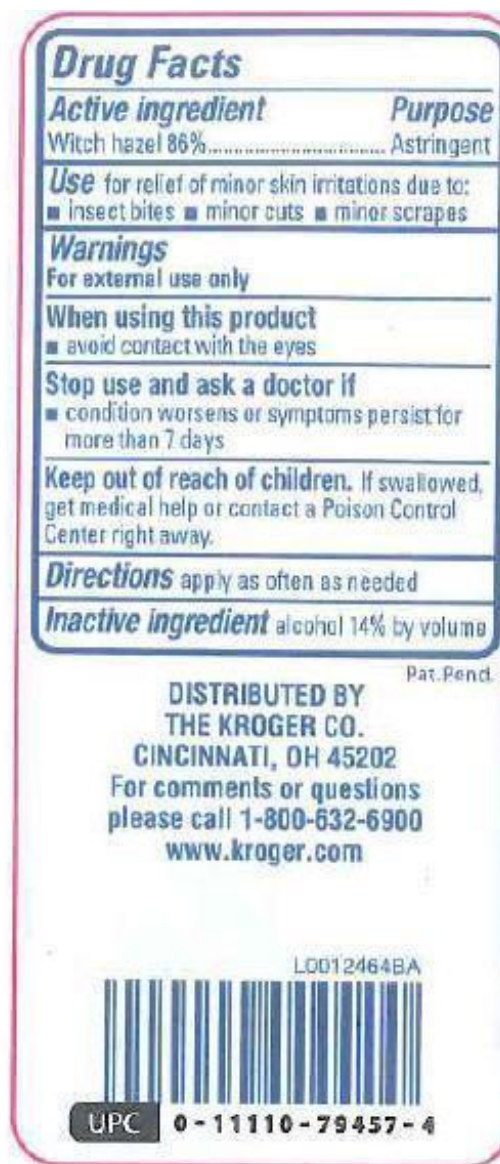 Drug Facts
Active ingredient Purpose
Witch hazel 86%.................................... Astringent
Use for relief of minor skin irritations due to:
■ insect bites ■ minor cuts ■ minor scrapes
Warnings
For external use only
When using this product
■ avoid contact with the eyes
Stop use and ask a doctor if
■ condition worsens or symptoms persist for
more than 7 days
Keep out of reach of children. If swallowed,
get medical help or contact a Poison Control
Center right away.
Directions apply as often as needed
Inactive ingredient alcohol 14% by volume
Pat. Pend.
DISTRIBUTED BY
THE KROGER CO.
CINCINNATI, OH 45202
For comments or questions
please call 1-800-632-6900
www.kroger.com
L0012464BA
UPC 0-11110-79457-4